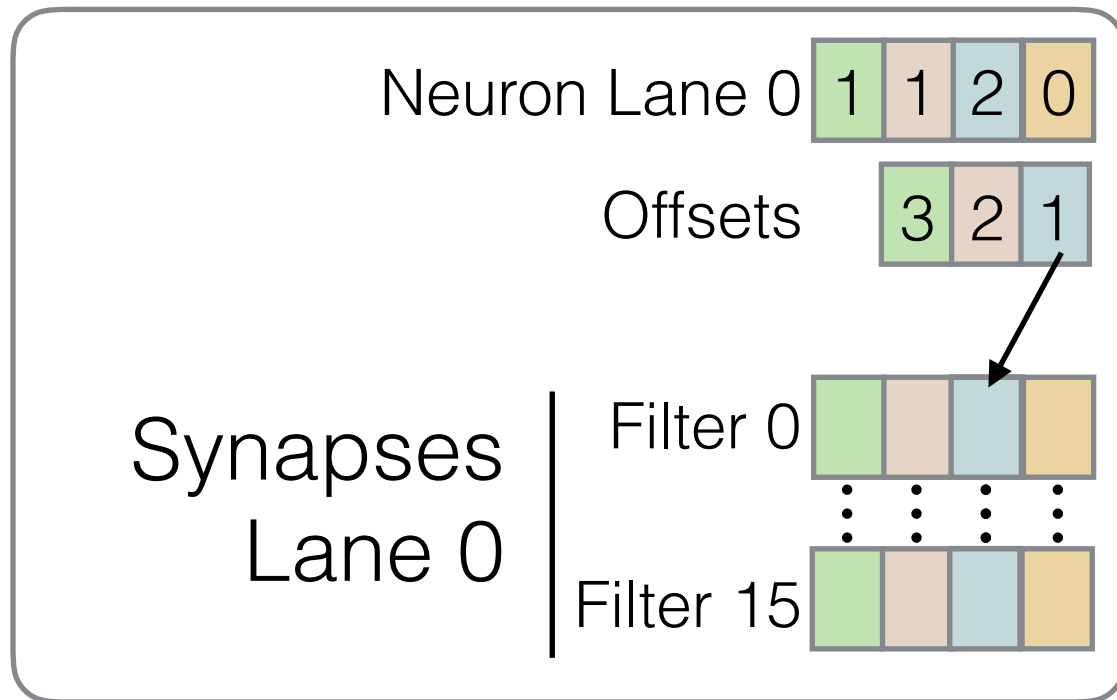 Neuron Lane 0 1 1 2 0
Offsets 3 2 1
Synapses
Lane 0
Filter 0
Filter 15